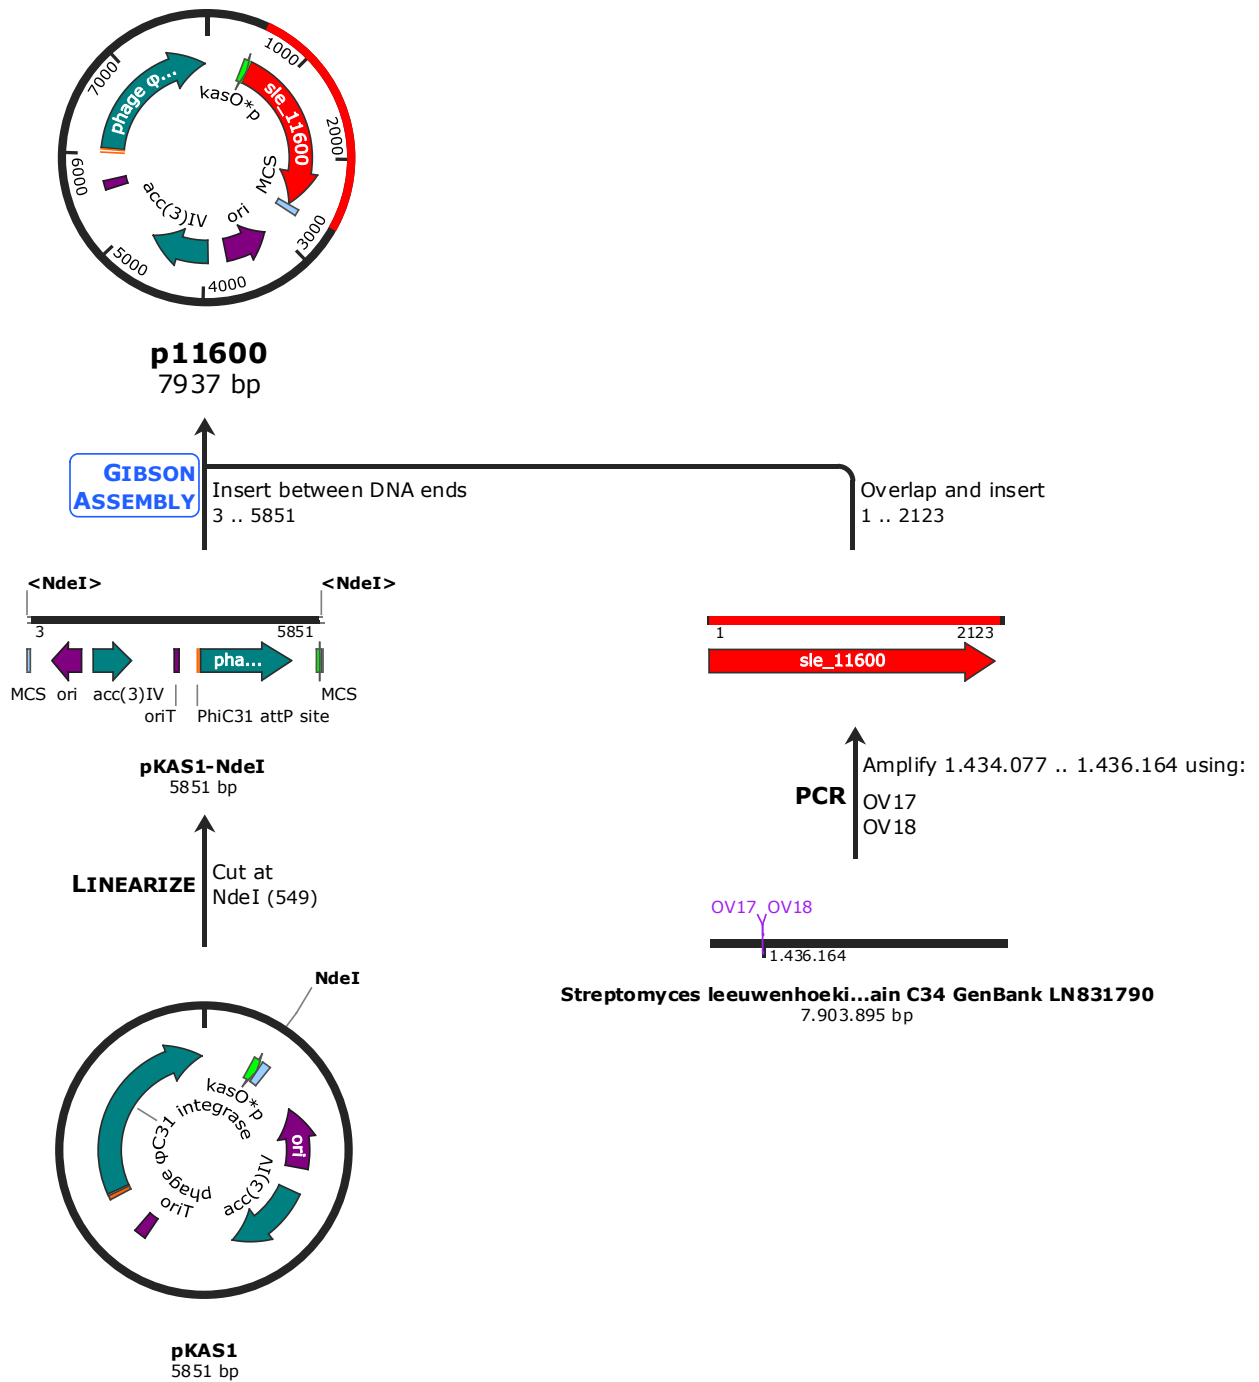 1000
2000
3000
4000
5000
6000
7000
phage φ...
kasO*p
sle_11600
MCS
ori
acc(3)IV
p11600
7937 bp
GIBSON
ASSEMBLY
Insert between DNA ends
3 .. 5851
Overlap and insert
1 .. 2123
<NdeI>
<NdeI>
3
5851
pha...
MCS
ori
acc(3)IV
MCS
oriT
PhiC31 attP site
pKAS1-NdeI
5851 bp
1
2123
sle_11600
PCR
Amplify 1.434.077 .. 1.436.164 using:
OV17
OV18
LINEARIZE
Cut at
NdeI (549)
OV17
OV18
1.436.164
Streptomyces leeuwenhoeki...ain C34 GenBank LN831790
7.903.895 bp
NdeI
kasO*p
phage φC31 integrase
ori
acc(3)IV
oriT
pKAS1
5851 bp